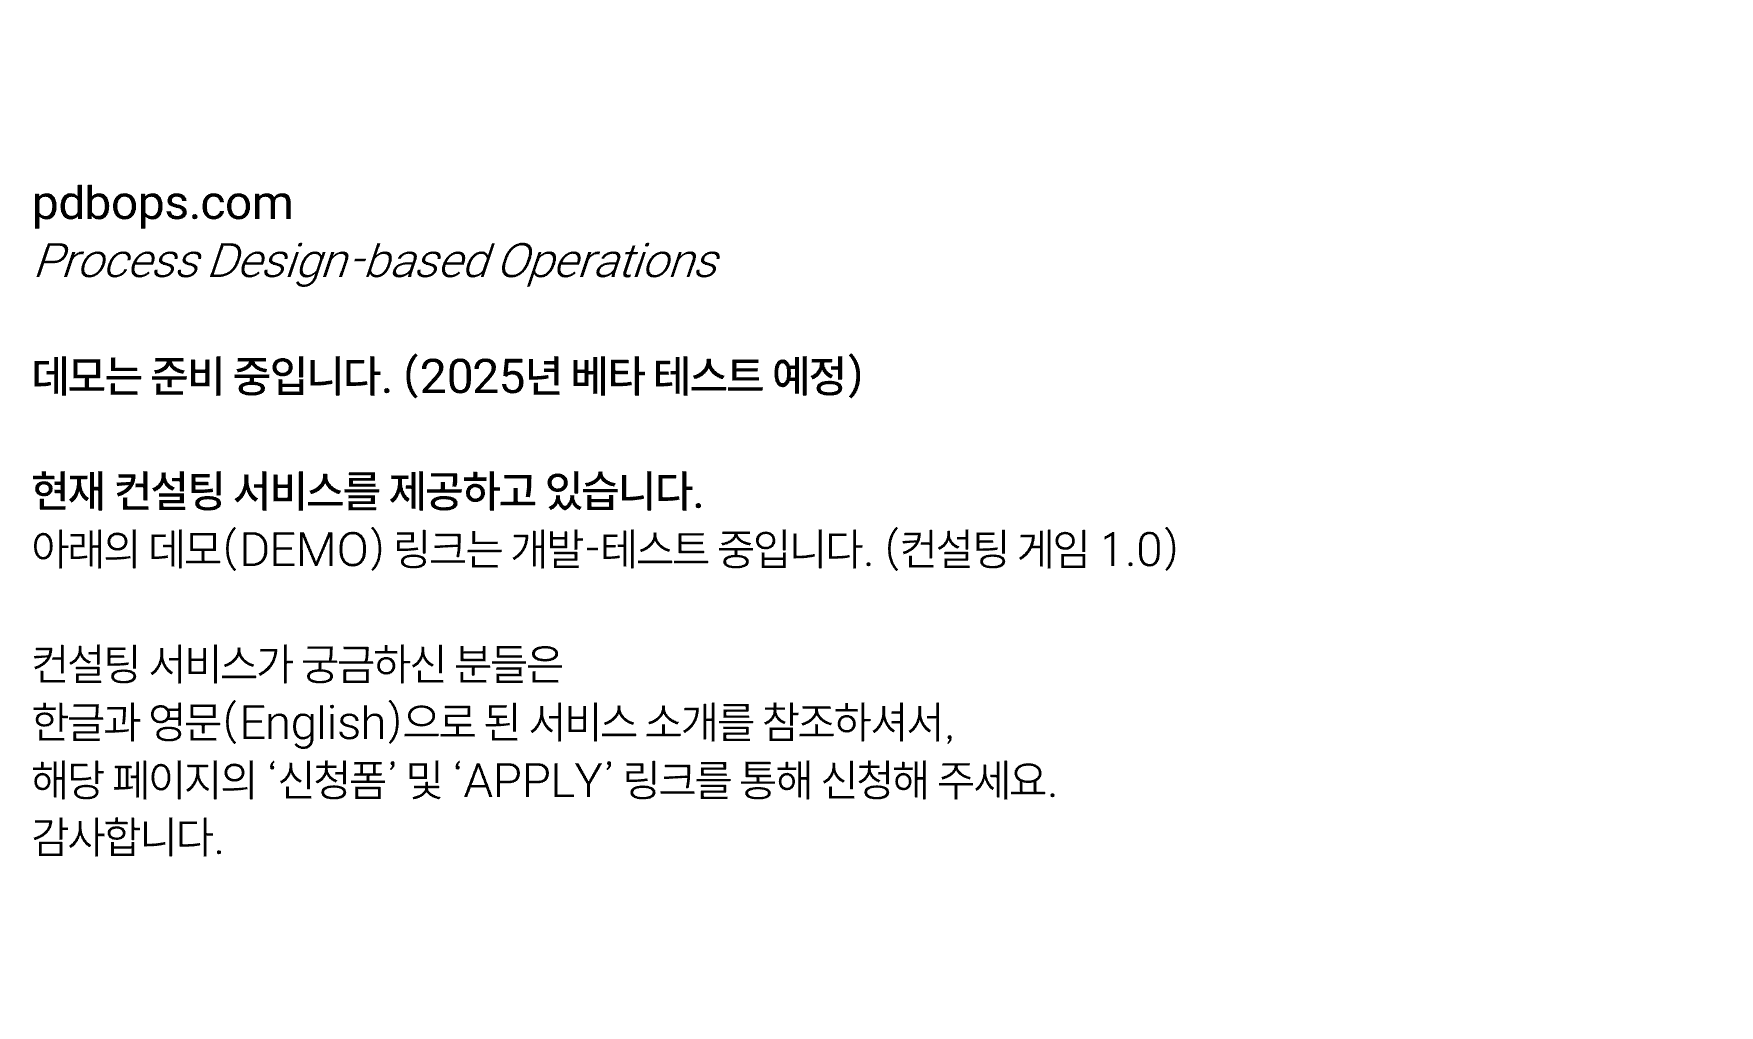 pdbops.com
Process Design-based Operations
데모는 준비 중입니다. (2025년 베타 테스트 예정)
현재 컨설팅 서비스를 제공하고 있습니다.
아래의 데모(DEMO) 링크는 개발-테스트 중입니다. (컨설팅 게임 1.0)
컨설팅 서비스가 궁금하신 분들은
한글과 영문(English)으로 된 서비스 소개를 참조하셔서,
해당 페이지의 ‘신청폼’ 및 ‘APPLY’ 링크를 통해 신청해 주세요.
감사합니다.